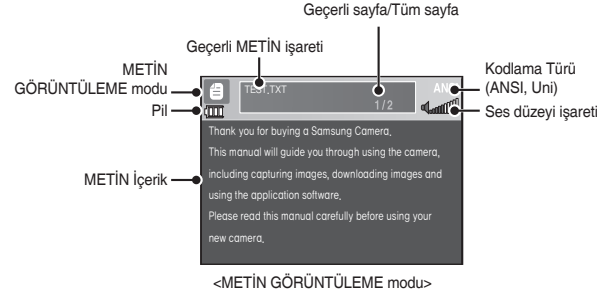 Geçerli sayfa/Tüm sayfa
Geçerli METİN işareti
METİN
GÖRÜNTÜLEME modu
Kodlama Türü
(ANSI, Uni)
Pil
Ses düzeyi işareti
TEST.TXT
ANSI
1 / 2
Thank you for buying a Samsung Camera.
This manual will guide you through using the camera,
including capturing images, downloading images and
using the application software.
Please read this manual carefully before using your
new camera.
METİN İçerik
<METİN GÖRÜNTÜLEME modu>